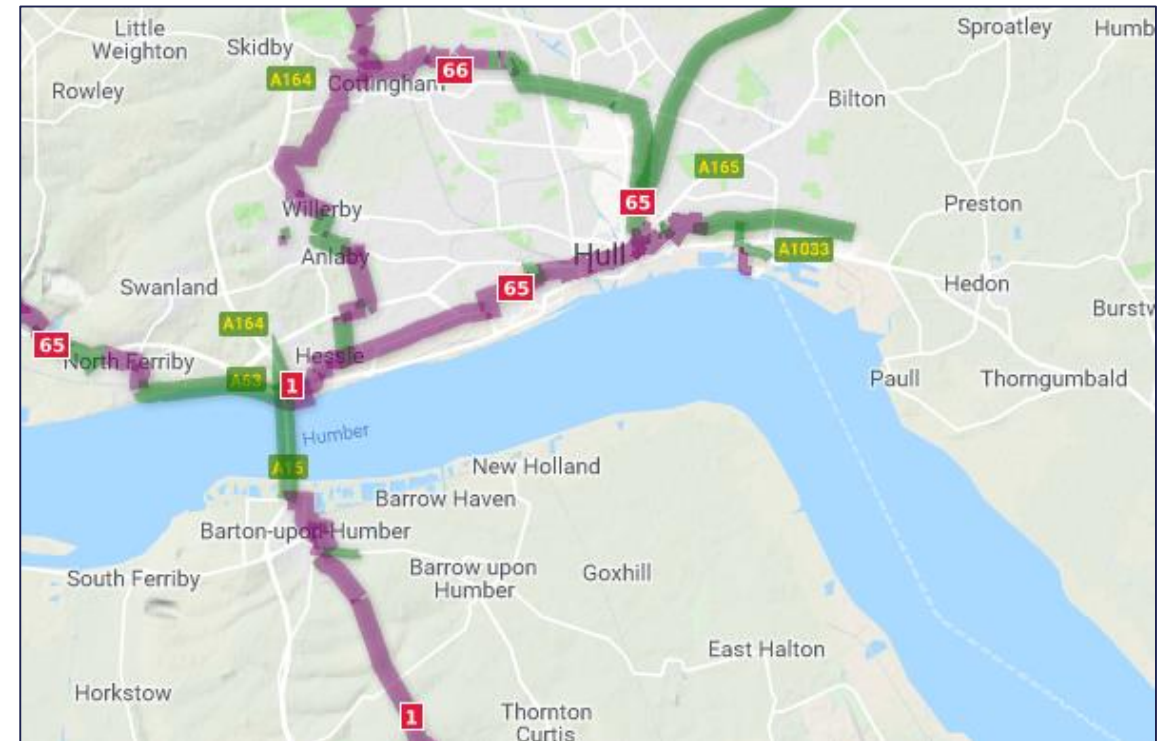 Little
Weighton
Skidby
Sproatley
Humb
A164
66
Cottingham
Rowley
Bilton
A165
65
Willerby
Preston
Hull
Anlaby
A1033
Swanland
65
Hedon
Burstw
A164
65
North Ferriby
Hessle
A63
1
Paull
Thorngumbald
Humber
A15
New Holland
Barrow Haven
Barton-upon-Humber
South Ferriby
Barrow upon
Humber
Goxhill
East Halton
Horkstow
1
Thornton
Curtis